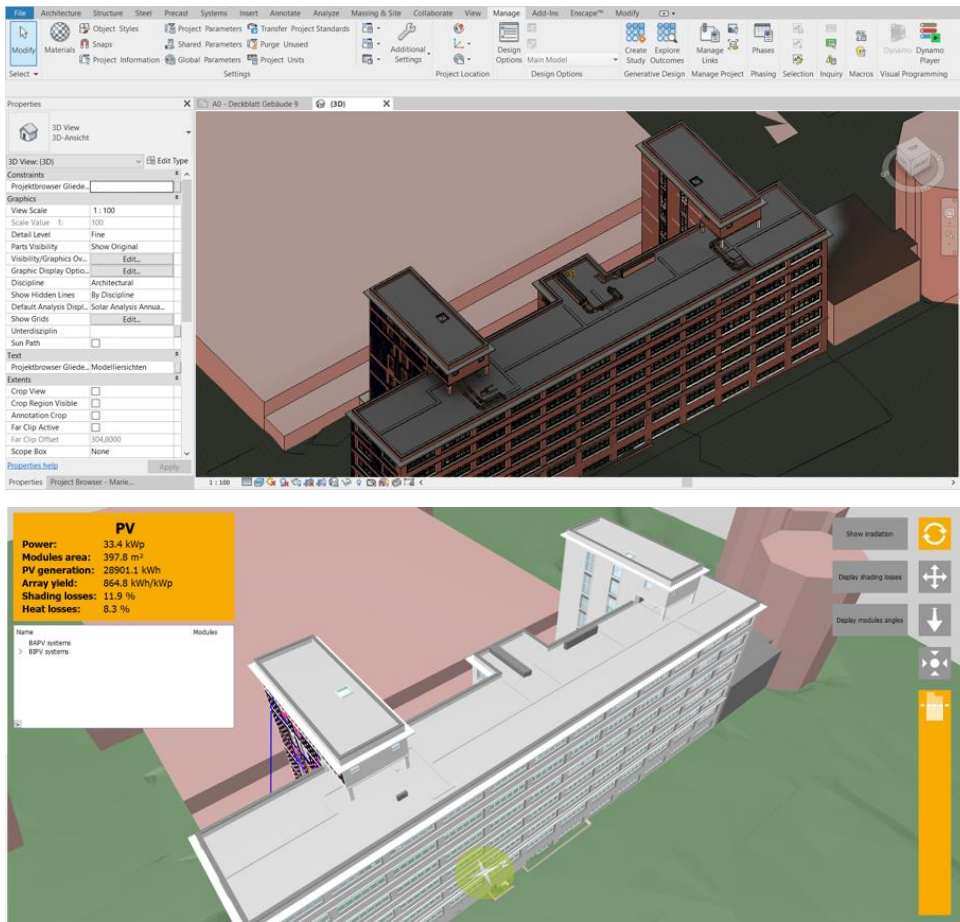 File Architecture Structure Steel Precast Systems Insert Annotate Analyze Massing & Site Collaborate View Manage Add-Ins Enscape™ Modify
Modify
Materials
Object Styles
Snaps
Project Information
Project Parameters
Shared Parameters
Global Parameters
Transfer Project Standards
Purge Unused
Project Units
Additional
Settings
Design
Options
Main Model
Create
Study
Explore
Outcomes
Manage
Links
Phases
Dynamo
Dynamo
Player
Select
Settings
Project Location
Design Options
Generative Design
Manage Project
Phasing
Selection
Inquiry
Macros
Visual Programming
Properties
A0 - Deckblatt Gebäude 9
(3D)
3D View
3D-Ansicht
3D View: (3D)
Edit Type
Constraints
Projektbrowser Gliede...
Graphics
View Scale 1 : 100
Scale Value 1: 100
Detail Level Fine
Parts Visibility Show Original
Visibility/Graphics Ov... Edit...
Graphic Display Optio... Edit...
Discipline Architectural
Show Hidden Lines By Discipline
Default Analysis Displ... Solar Analysis Annua...
Show Grids Edit...
Unterdisziplin
Sun Path
Text
Projektbrowser Gliede... Modelliersichten
Extents
Crop View
Crop Region Visible
Annotation Crop
Far Clip Active
Far Clip Offset 304,8000
Scope Box None
Properties help
Apply
Properties
Project Browser - Marie...
1 : 100
PV
Power: 33.4 kWp
Modules area: 397.8 m²
PV generation: 28901.1 kWh
Array yield: 864.8 kWh/kWp
Shading losses: 11.9 %
Heat losses: 8.3 %
Name Modules
BAPV systems
BIPV systems
Show irradiation
Display shading losses
Display modules angles